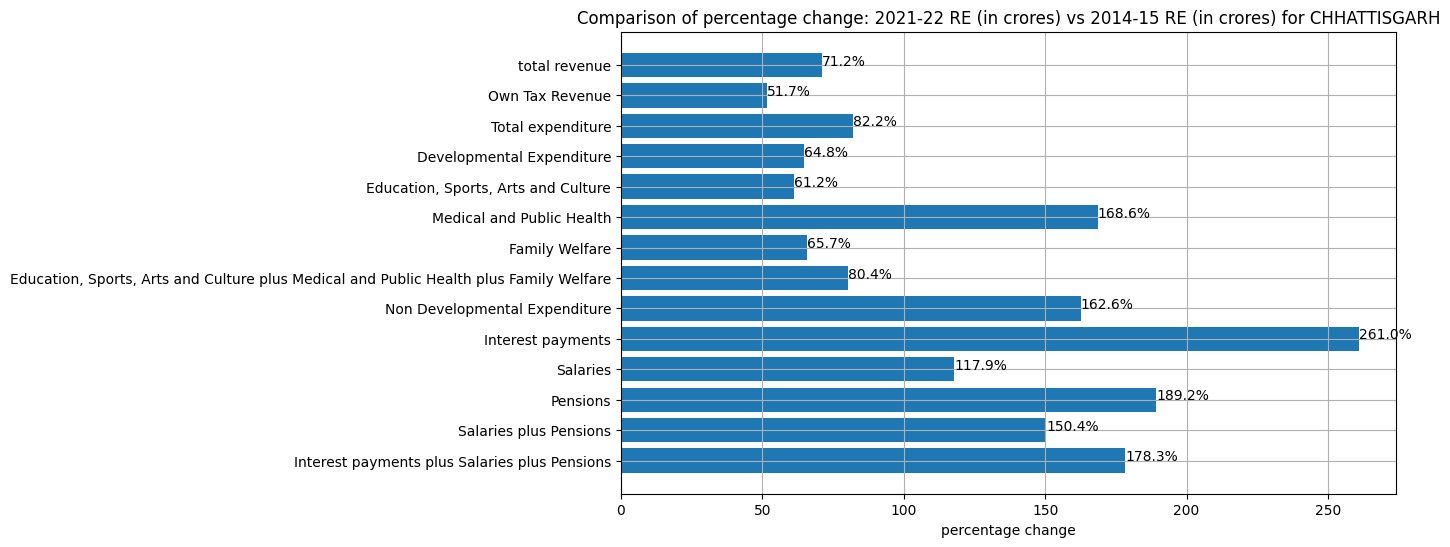 Comparison of percentage change: 2021-22 RE (in crores) vs 2014-15 RE (in crores) for CHHATTISGARH
total revenue 71.2%
Own Tax Revenue 51.7%
Total expenditure 82.2%
Developmental Expenditure 64.8%
Education, Sports, Arts and Culture 61.2%
Medical and Public Health 168.6%
Family Welfare 65.7%
Education, Sports, Arts and Culture plus Medical and Public Health plus Family Welfare 80.4%
Non Developmental Expenditure 162.6%
Interest payments 261.0%
Salaries 117.9%
Pensions 189.2%
Salaries plus Pensions 150.4%
Interest payments plus Salaries plus Pensions 178.3%
0 50 100 150 200 250
percentage change